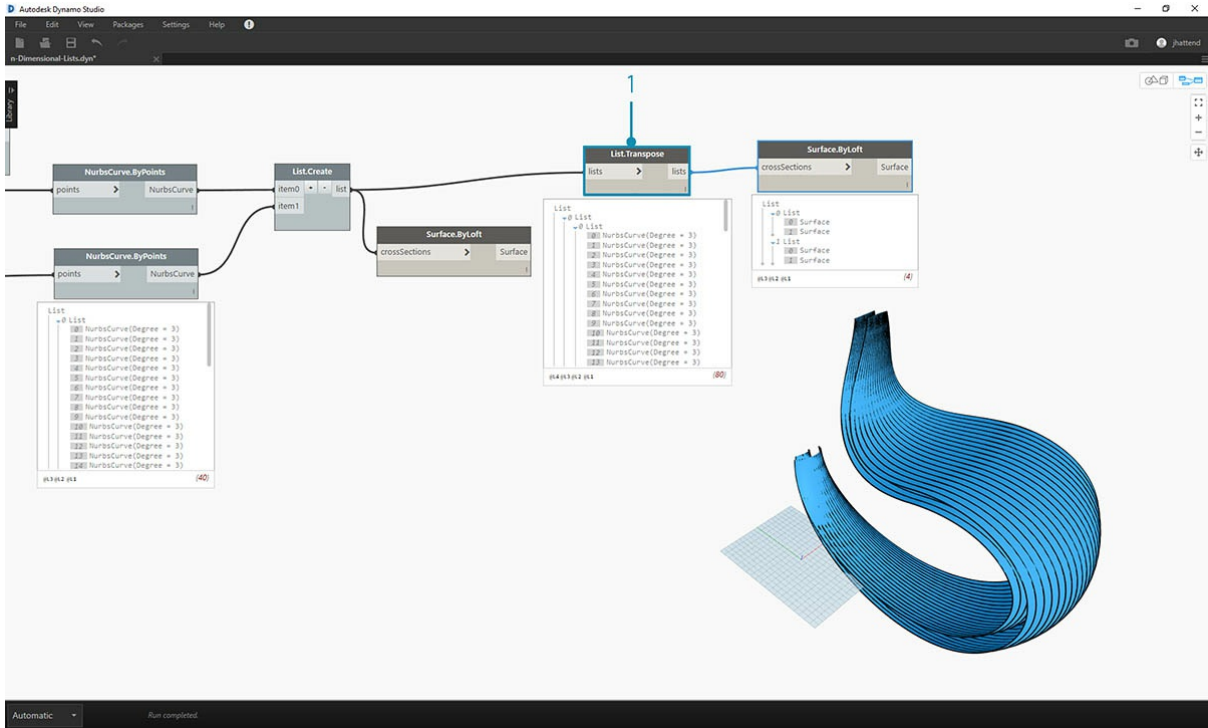 Autodesk Dynamo Studio
File Edit View Packages Settings Help
jhattend
n-Dimensional-Lists.dyn*
Library
1
NurbsCurve.ByPoints
points > NurbsCurve
List.Create
item0 + - list
item1
List.Transpose
lists > lists
Surface.ByLoft
crossSections > Surface
NurbsCurve.ByPoints
points > NurbsCurve
Surface.ByLoft
crossSections > Surface
List
0 List
0 NurbsCurve(Degree = 3)
1 NurbsCurve(Degree = 3)
2 NurbsCurve(Degree = 3)
3 NurbsCurve(Degree = 3)
4 NurbsCurve(Degree = 3)
5 NurbsCurve(Degree = 3)
6 NurbsCurve(Degree = 3)
7 NurbsCurve(Degree = 3)
8 NurbsCurve(Degree = 3)
9 NurbsCurve(Degree = 3)
10 NurbsCurve(Degree = 3)
11 NurbsCurve(Degree = 3)
12 NurbsCurve(Degree = 3)
13 NurbsCurve(Degree = 3)
14 NurbsCurve(Degree = 3)
@L3 @L2 @L1 {40}
List
0 List
0 List
0 NurbsCurve(Degree = 3)
1 NurbsCurve(Degree = 3)
2 NurbsCurve(Degree = 3)
3 NurbsCurve(Degree = 3)
4 NurbsCurve(Degree = 3)
5 NurbsCurve(Degree = 3)
6 NurbsCurve(Degree = 3)
7 NurbsCurve(Degree = 3)
8 NurbsCurve(Degree = 3)
9 NurbsCurve(Degree = 3)
10 NurbsCurve(Degree = 3)
11 NurbsCurve(Degree = 3)
12 NurbsCurve(Degree = 3)
13 NurbsCurve(Degree = 3)
@L4 @L3 @L2 @L1 {80}
List
0 List
0 Surface
1 Surface
1 List
0 Surface
1 Surface
@L3 @L2 @L1 {4}
Automatic
Run completed.